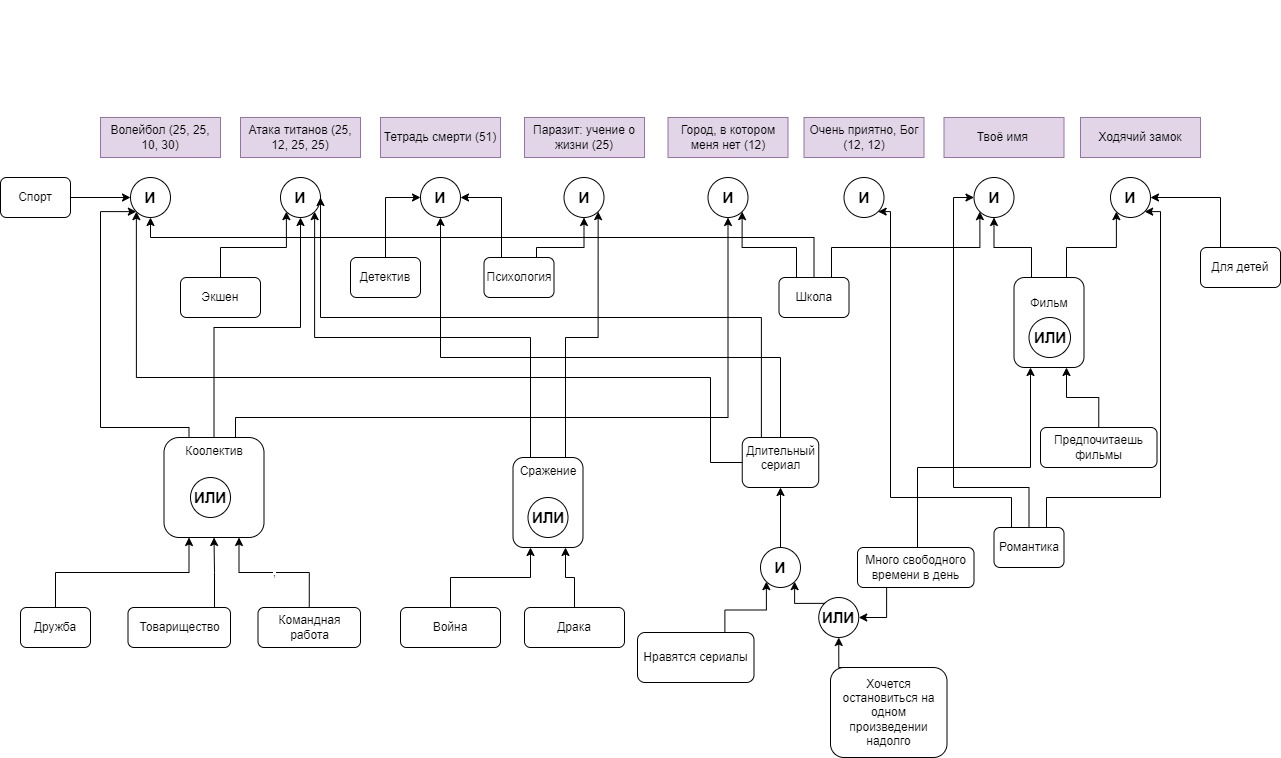 Волейбол (25, 25,
10, 30)
Атака титанов (25,
12, 25, 25)
Тетрадь смерти (51)
Паразит: учение о
жизни (25)
Город, в котором
меня нет (12)
Очень приятно, Бог
(12, 12)
Твоё имя
Ходячий замок
Спорт
И
И
И
И
И
И
И
И
Экшен
Детектив
Психология
Школа
Для детей
Фильм
ИЛИ
Предпочитаешь
фильмы
Коолектив
ИЛИ
Сражение
ИЛИ
Длительный
сериал
Романтика
И
Много свободного
времени в день
ИЛИ
Дружба
Товарищество
Командная
работа
Война
Драка
Нравятся сериалы
Хочется
остановиться на
одном
произведении
надолго